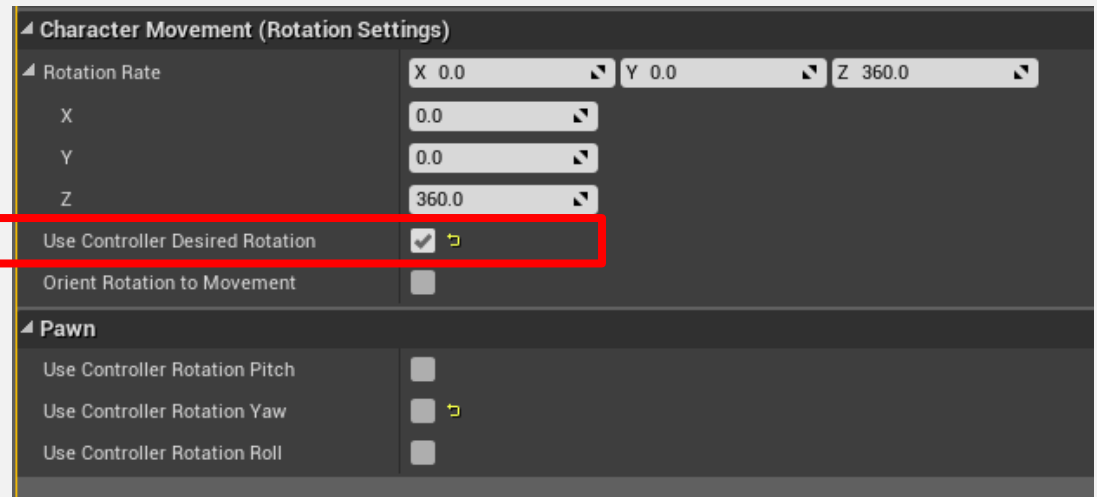 Character Movement (Rotation Settings)
Rotation Rate X 0.0 Y 0.0 Z 360.0
X 0.0
Y 0.0
Z 360.0
Use Controller Desired Rotation
Orient Rotation to Movement
Pawn
Use Controller Rotation Pitch
Use Controller Rotation Yaw
Use Controller Rotation Roll